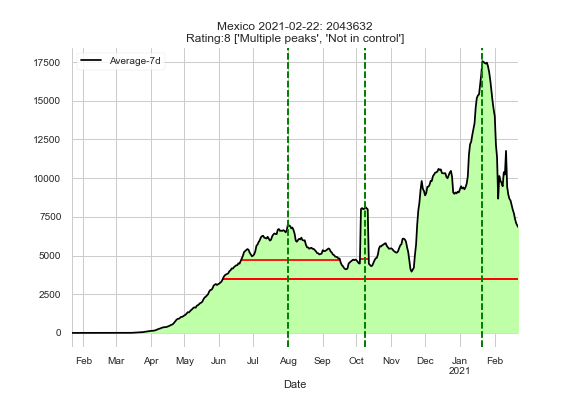 Mexico 2021-02-22: 2043632
Rating:8 ['Multiple peaks', 'Not in control']
Average-7d
17500
15000
12500
10000
7500
5000
2500
0
Feb Mar Apr May Jun Jul Aug Sep Oct Nov Dec Jan Feb
2021
Date